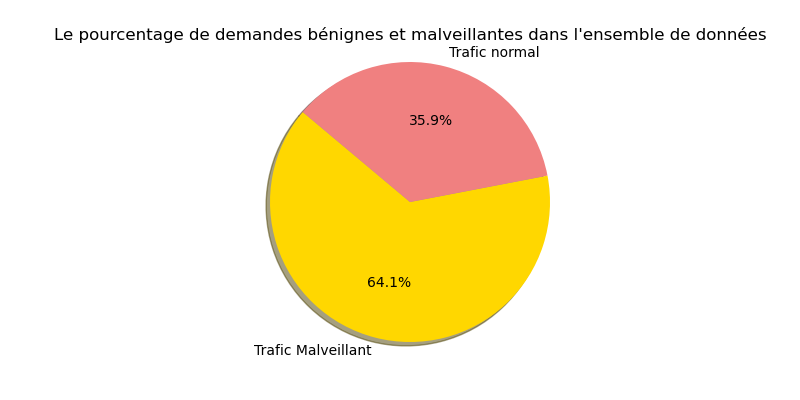 Le pourcentage de demandes bénignes et malveillantes dans l'ensemble de données
Trafic normal
35.9%
64.1%
Trafic Malveillant